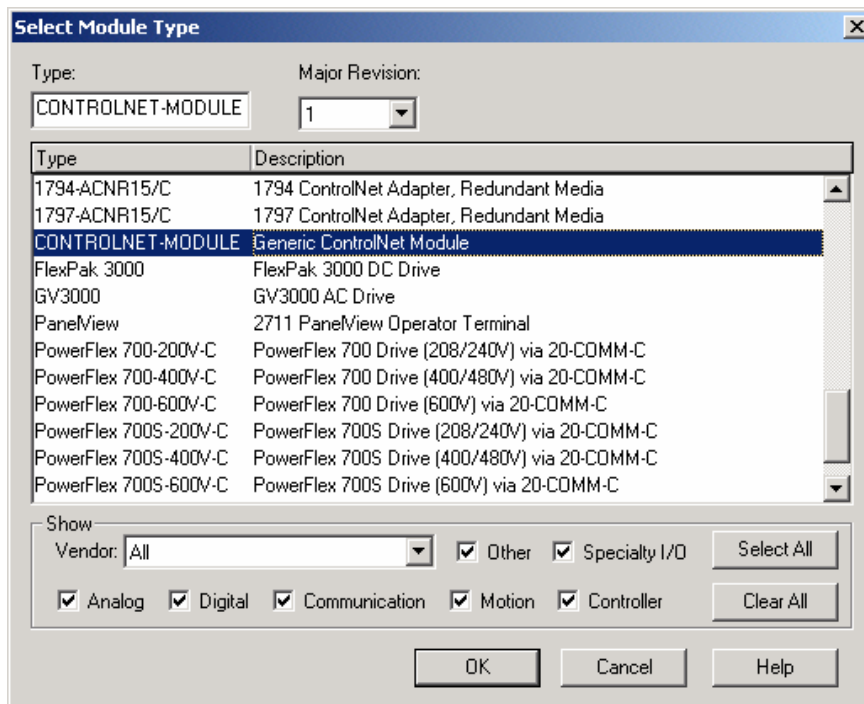 Select Module Type
Type: Major Revision:
CONTROLNET-MODULE 1
Type Description
1794-ACNR15/C 1794 ControlNet Adapter, Redundant Media
1797-ACNR15/C 1797 ControlNet Adapter, Redundant Media
CONTROLNET-MODULE Generic ControlNet Module
FlexPak 3000 FlexPak 3000 DC Drive
GV3000 GV3000 AC Drive
PanelView 2711 PanelView Operator Terminal
PowerFlex 700-200V-C PowerFlex 700 Drive (208/240V) via 20-COMM-C
PowerFlex 700-400V-C PowerFlex 700 Drive (400/480V) via 20-COMM-C
PowerFlex 700-600V-C PowerFlex 700 Drive (600V) via 20-COMM-C
PowerFlex 700S-200V-C PowerFlex 700S Drive (208/240V) via 20-COMM-C
PowerFlex 700S-400V-C PowerFlex 700S Drive (400/480V) via 20-COMM-C
PowerFlex 700S-600V-C PowerFlex 700S Drive (600V) via 20-COMM-C
Show
Vendor: All Other Specialty I/O Select All
Analog Digital Communication Motion Controller Clear All
OK Cancel Help